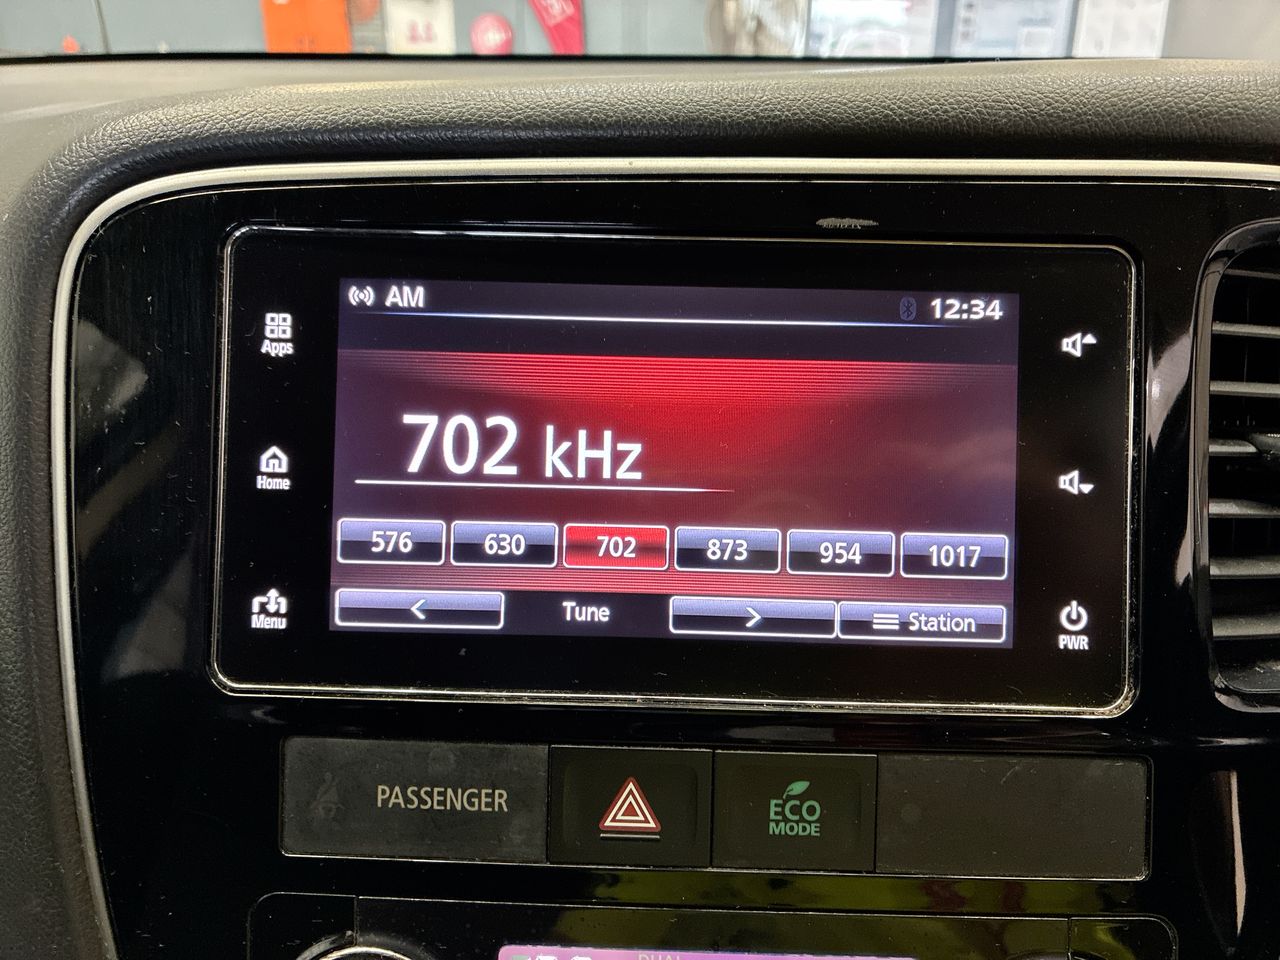 AM 12:34
Apps
702 kHz
Home
576 630 702 873 954 1017
Menu
< Tune > Station
PWR
PASSENGER
ECO
MODE
DUAL